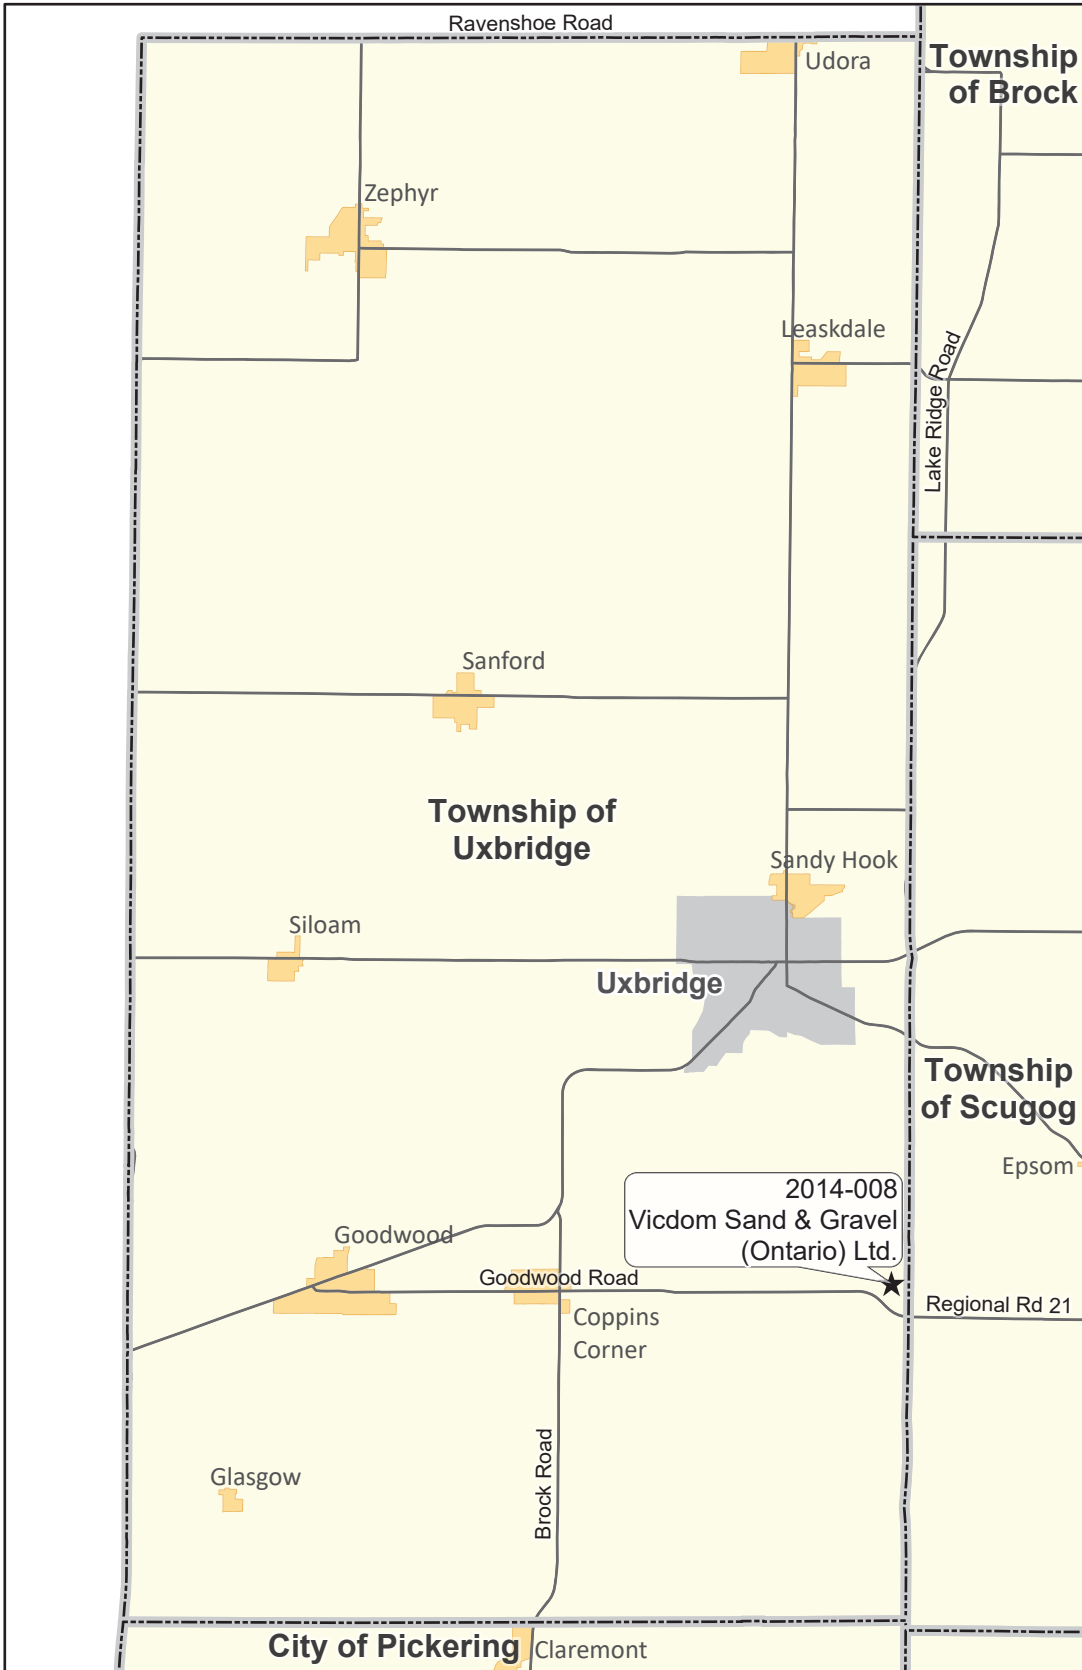 Ravenshoe Road
Udora
Township
of Brock
Zephyr
Leaskdale
Lake Ridge Road
Sanford
Township of
Uxbridge
Sandy Hook
Siloam
Uxbridge
Township
of Scugog
Epsom
2014-008
Vicdom Sand & Gravel
(Ontario) Ltd.
Goodwood
Goodwood Road
Regional Rd 21
Coppins
Corner
Brock Road
Glasgow
City of Pickering
Claremont